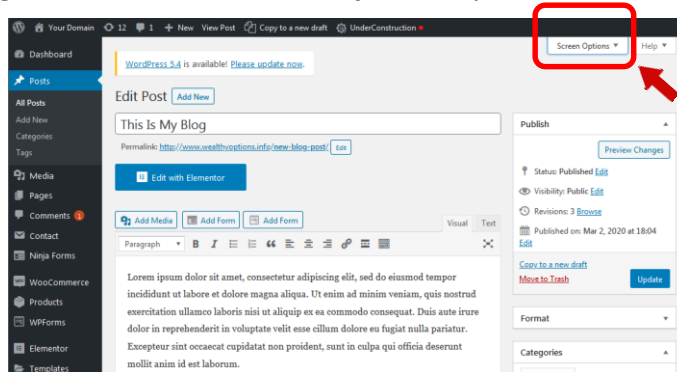 Your Domain 12 1 + New View Post Copy to a new draft UnderConstruction
Screen Options ▼ Help ▼
Dashboard
Posts
All Posts
Add New
Categories
Tags
Media
Pages
Comments 1
Contact
Ninja Forms
WooCommerce
Products
WPForms
Elementor
Templates
WordPress 5.4 is available! Please update now.
Edit Post Add New
This Is My Blog
Permalink: http://www.wealthyoptions.info/new-blog-post/ Edit
Edit with Elementor
Add Media Add Form Add Form Visual Text
Paragraph ▼ B I
Lorem ipsum dolor sit amet, consectetur adipiscing elit, sed do eiusmod tempor
incididunt ut labore et dolore magna aliqua. Ut enim ad minim veniam, quis nostrud
exercitation ullamco laboris nisi ut aliquip ex ea commodo consequat. Duis aute irure
dolor in reprehenderit in voluptate velit esse cillum dolore eu fugiat nulla pariatur.
Excepteur sint occaecat cupidatat non proident, sunt in culpa qui officia deserunt
mollit anim id est laborum.
Publish
Preview Changes
Status: Published Edit
Visibility: Public Edit
Revisions: 3 Browse
Published on: Mar 2, 2020 at 18:04
Edit
Copy to a new draft
Move to Trash Update
Format
Categories